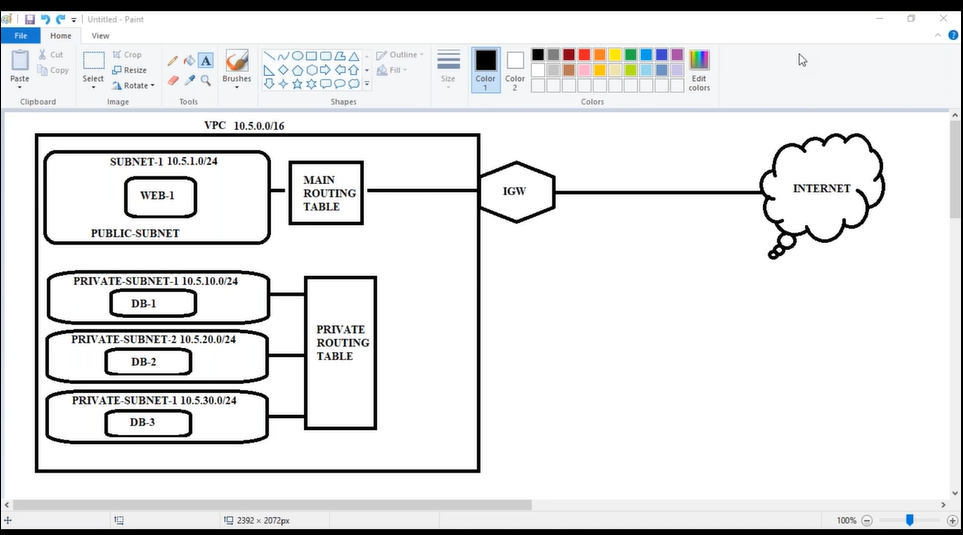 Untitled - Paint
File
Home
View
Paste
Cut
Copy
Clipboard
Select
Crop
Resize
Rotate
Image
Tools
Brushes
Shapes
Outline
Fill
Size
Color
1
Color
2
Edit
colors
Colors
VPC 10.5.0.0/16
SUBNET-1 10.5.1.0/24
WEB-1
PUBLIC-SUBNET
MAIN
ROUTING
TABLE
IGW
INTERNET
PRIVATE-SUBNET-1 10.5.10.0/24
DB-1
PRIVATE-SUBNET-2 10.5.20.0/24
DB-2
PRIVATE-SUBNET-1 10.5.30.0/24
DB-3
PRIVATE
ROUTING
TABLE
2392 × 2072px
100%